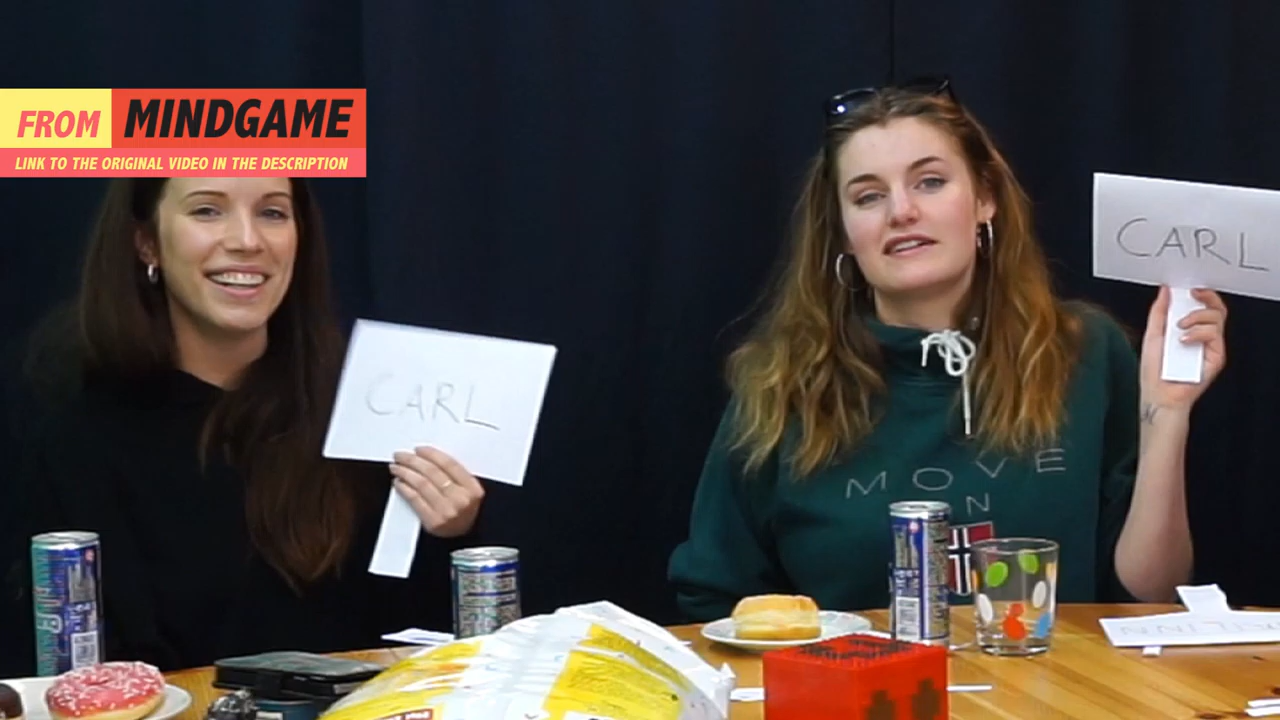 FROM MINDGAME
LINK TO THE ORIGINAL VIDEO IN THE DESCRIPTION
CARL
CARL
MOVE
ON